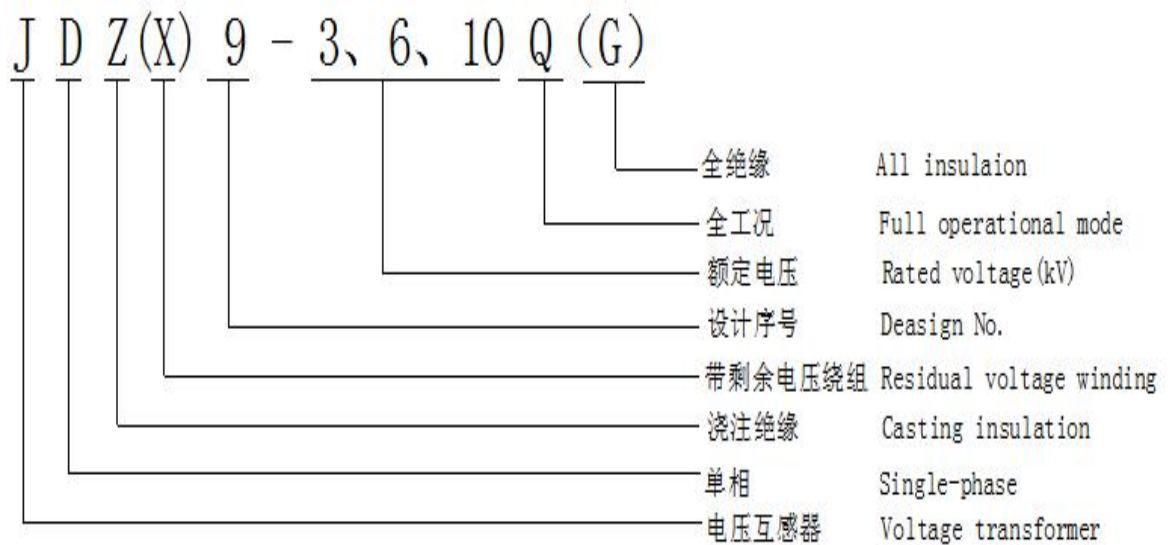 J D Z(X) 9 - 3、6、10 Q (G)
全绝缘 All insulaion
全工况 Full operational mode
额定电压 Rated voltage(kV)
设计序号 Deasign No.
带剩余电压绕组 Residual voltage winding
浇注绝缘 Casting insulation
单相 Single-phase
电压互感器 Voltage transformer